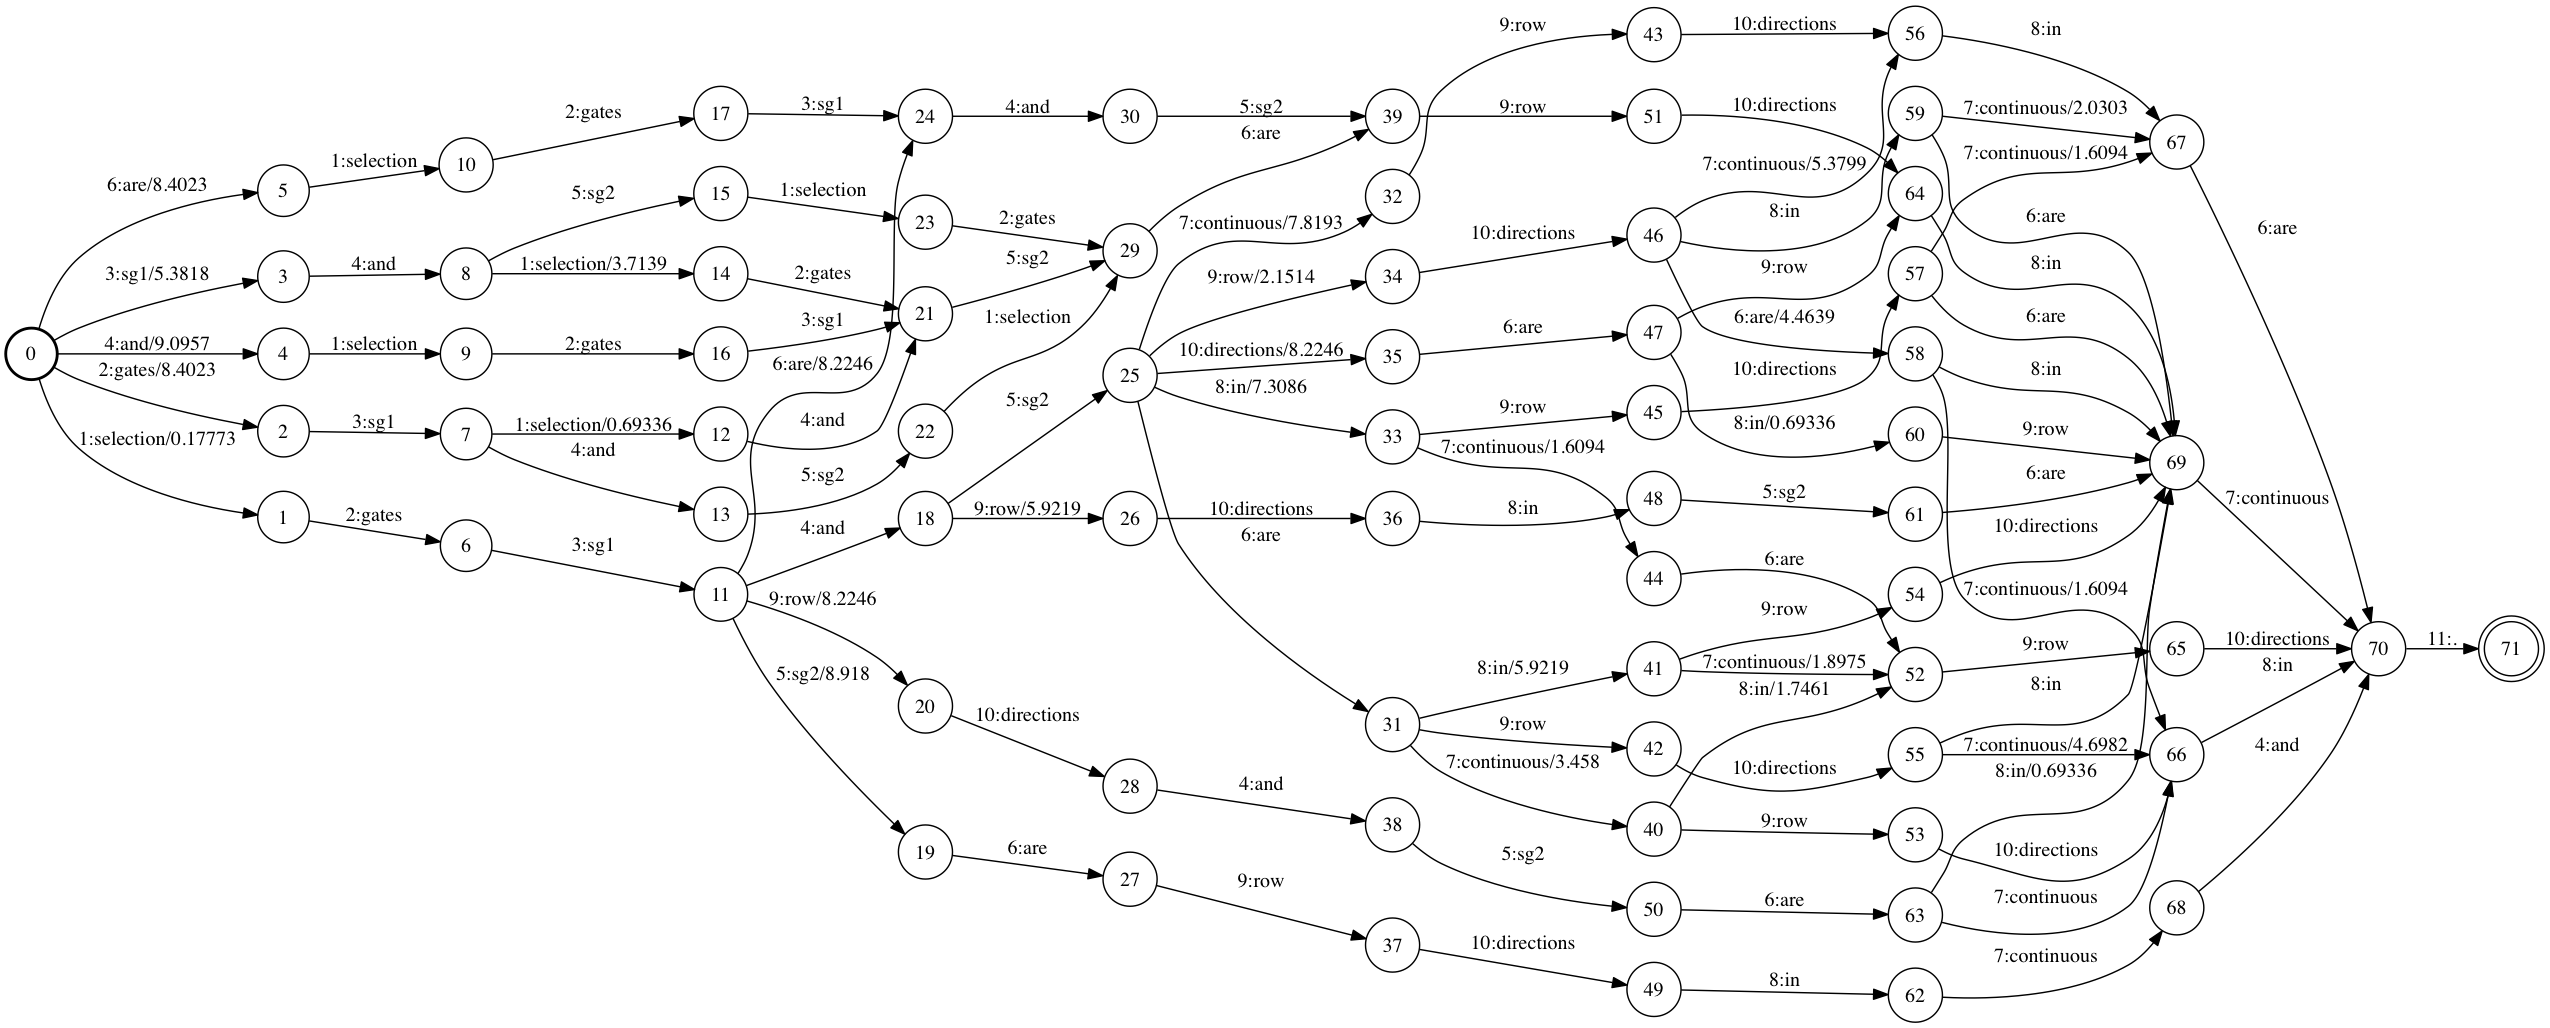 0
6:are/8.4023
3:sg1/5.3818
4:and/9.0957
2:gates/8.4023
1:selection/0.17773
5
3
4
2
1
1:selection
4:and
1:selection
3:sg1
2:gates
10
8
9
7
6
2:gates
5:sg2
1:selection/3.7139
2:gates
1:selection/0.69336
4:and
3:sg1
17
15
14
16
12
13
11
3:sg1
1:selection
2:gates
3:sg1
6:are/8.2246
4:and
5:sg2
4:and
9:row/8.2246
5:sg2/8.918
24
23
21
22
18
20
19
4:and
2:gates
5:sg2
1:selection
5:sg2
9:row/5.9219
10:directions
6:are
30
29
25
26
28
27
5:sg2
6:are
7:continuous/7.8193
9:row/2.1514
10:directions/8.2246
8:in/7.3086
10:directions
6:are
4:and
9:row
39
32
34
35
33
36
31
38
37
9:row
9:row
10:directions
6:are
9:row
7:continuous/1.6094
8:in
8:in/5.9219
9:row
7:continuous/3.458
5:sg2
10:directions
43
51
46
47
45
48
44
41
42
40
50
49
10:directions
10:directions
7:continuous/5.3799
8:in
9:row
6:are/4.4639
10:directions
8:in/0.69336
5:sg2
6:are
9:row
7:continuous/1.8975
8:in/1.7461
10:directions
9:row
6:are
8:in
56
59
64
57
58
60
61
54
52
55
53
63
62
8:in
7:continuous/2.0303
7:continuous/1.6094
6:are
8:in
6:are
8:in
9:row
6:are
10:directions
7:continuous/1.6094
9:row
8:in
7:continuous/4.6982
8:in/0.69336
10:directions
7:continuous
7:continuous
67
69
65
66
68
6:are
7:continuous
10:directions
8:in
4:and
70
11:.
71